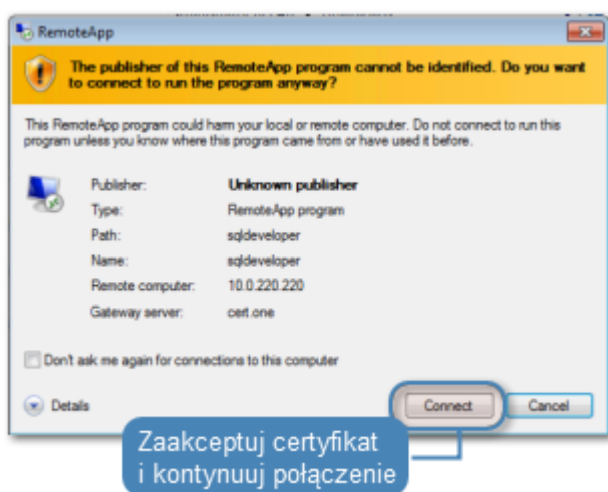 RemoteApp
The publisher of this RemoteApp program cannot be identified. Do you want
to connect to run the program anyway?
This RemoteApp program could harm your local or remote computer. Do not connect to run this
program unless you know where this program came from or have used it before.
Publisher: Unknown publisher
Type: RemoteApp program
Path: sqldeveloper
Name: sqldeveloper
Remote computer: 10.0.220.220
Gateway server: cert.one
Don't ask me again for connections to this computer
Details Connect Cancel
Zaakceptuj certyfikat
i kontynuuj połączenie